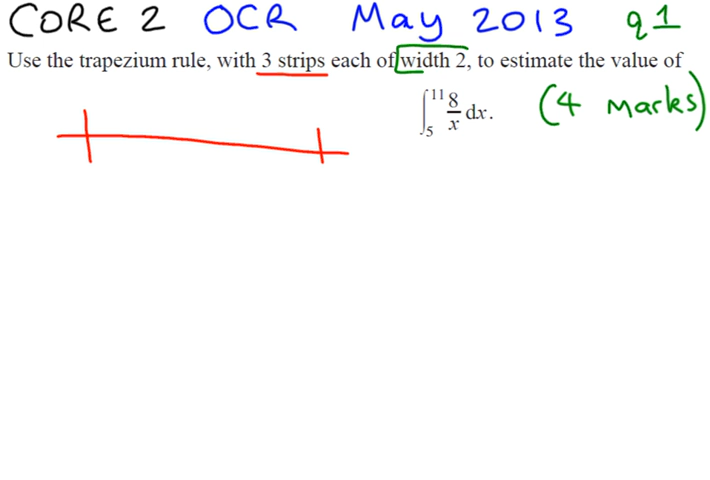 CORE 2 OCR May 2013 q1
Use the trapezium rule, with 3 strips each of width 2, to estimate the value of
∫₅¹¹ 8/x dx. (4 marks)